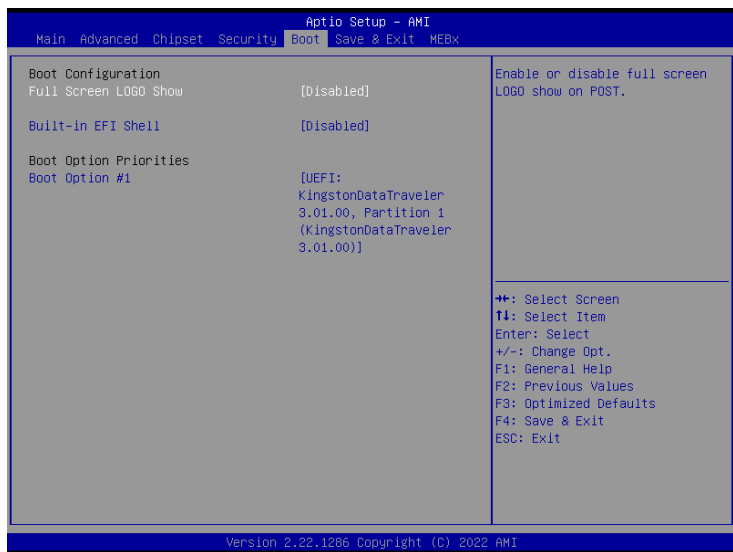 Aptio Setup – AMI
Main Advanced Chipset Security Boot Save & Exit MEBx
Boot Configuration
Full Screen LOGO Show [Disabled]
Built-in EFI Shell [Disabled]
Boot Option Priorities
Boot Option #1 [UEFI:
KingstonDataTraveler
3.01.00, Partition 1
(KingstonDataTraveler
3.01.00)]
Enable or disable full screen
LOGO show on POST.
→←: Select Screen
↑↓: Select Item
Enter: Select
+/-: Change Opt.
F1: General Help
F2: Previous Values
F3: Optimized Defaults
F4: Save & Exit
ESC: Exit
Version 2.22.1286 Copyright (C) 2022 AMI